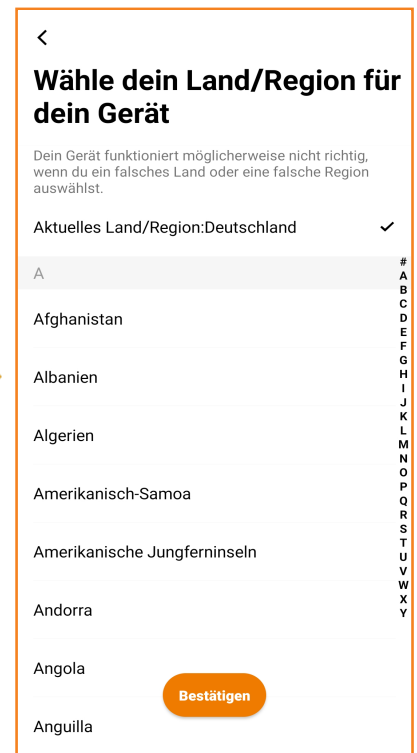 Wähle dein Land/Region für
dein Gerät
Dein Gerät funktioniert möglicherweise nicht richtig,
wenn du ein falsches Land oder eine falsche Region
auswählst.
Aktuelles Land/Region:Deutschland
A
Afghanistan
Albanien
Algerien
Amerikanisch-Samoa
Amerikanische Jungferninseln
Andorra
Angola
Bestätigen
Anguilla
#
A
B
C
D
E
F
G
H
I
J
K
L
M
N
O
P
Q
R
S
T
U
V
W
X
Y